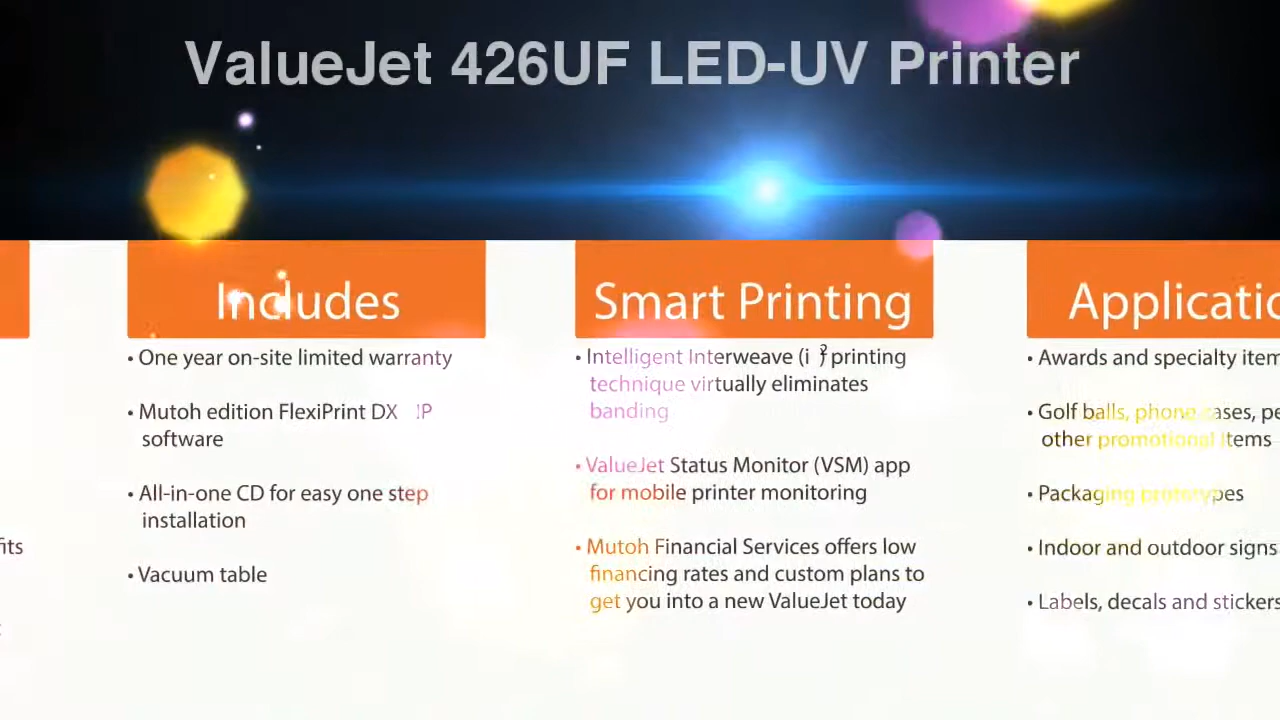 ValueJet 426UF LED-UV Printer
Includes
• One year on-site limited warranty
• Mutoh edition FlexiPrint DX
software
• All-in-one CD for easy one step
installation
• Vacuum table
Smart Printing
• Intelligent Interweave (i²) printing
technique virtually eliminates
banding
• ValueJet Status Monitor (VSM) app
for mobile printer monitoring
• Mutoh Financial Services offers low
financing rates and custom plans to
get you into a new ValueJet today
• Awards and specialty
• Golf balls, phone cases,
other promotional items
• Packaging prototypes
• Indoor and outdoor signs
• Labels, decals and stickers